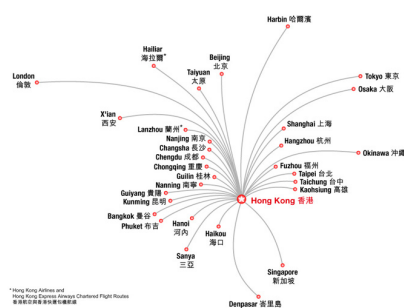 Harbin 哈爾濱
Hailiar
海拉爾*
Beijing
北京
Taiyuan
太原
London
倫敦
Tokyo 東京
Osaka 大阪
X'ian
西安
Lanzhou 蘭州*
Shanghai 上海
Nanjing 南京
Hangzhou 杭州
Changsha 長沙
Chengdu 成都
Okinawa 沖繩
Chongqing 重慶
Fuzhou 福州
Guilin 桂林
Taipei 台北
Nanning 南寧
Taichung 台中
Guiyang 貴陽
Kaohsiung 高雄
Kunming 昆明
Hong Kong 香港
Bangkok 曼谷
Phuket 布吉
Hanoi
河內
Haikou
海口
Sanya
三亞
Singapore
新加坡
* Hong Kong Airlines and
Hong Kong Express Airways Chartered Flight Routes
香港航空與香港快運包機航線
Denpasar 峇里島